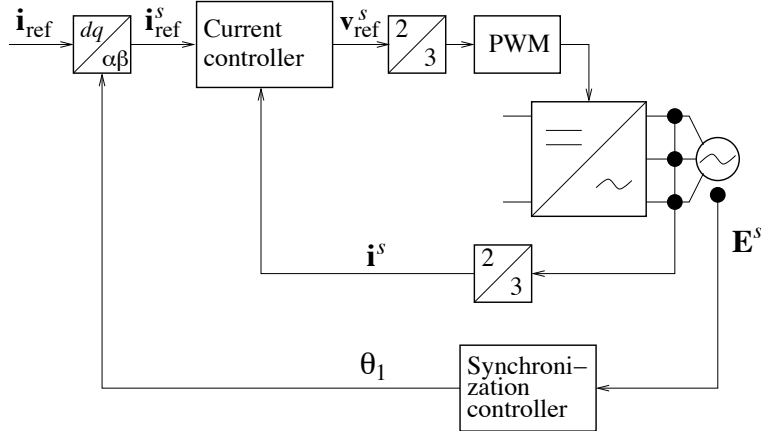 i_ref
dq
αβ
i^s_ref
Current
controller
v^s_ref
2
3
PWM
E^s
i^s
2
3
θ_1
Synchroni−
zation
controller